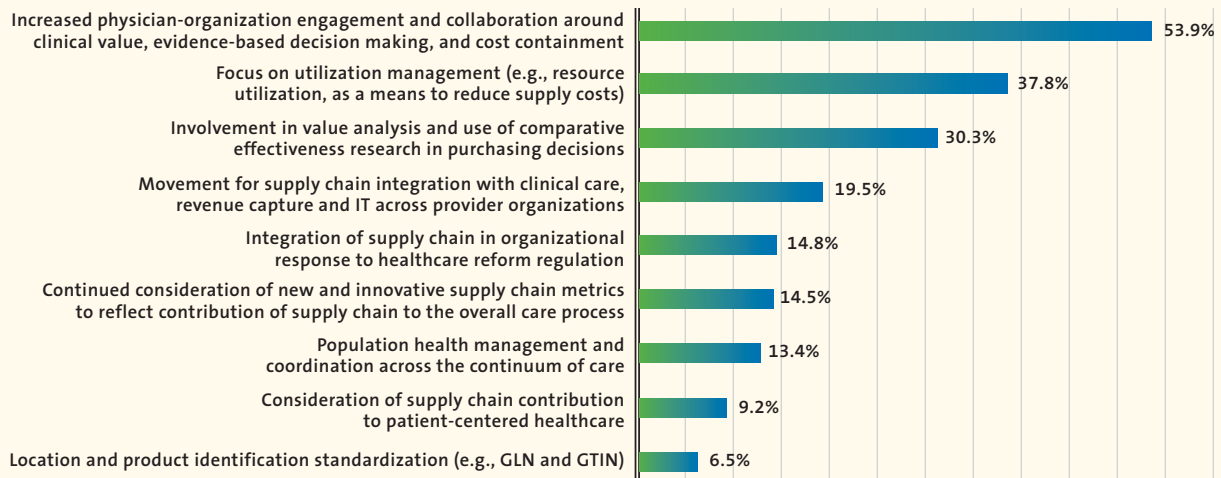 Increased physician-organization engagement and collaboration around
clinical value, evidence-based decision making, and cost containment
53.9%
Focus on utilization management (e.g., resource
utilization, as a means to reduce supply costs)
37.8%
Involvement in value analysis and use of comparative
effectiveness research in purchasing decisions
30.3%
Movement for supply chain integration with clinical care,
revenue capture and IT across provider organizations
19.5%
Integration of supply chain in organizational
response to healthcare reform regulation
14.8%
Continued consideration of new and innovative supply chain metrics
to reflect contribution of supply chain to the overall care process
14.5%
Population health management and
coordination across the continuum of care
13.4%
Consideration of supply chain contribution
to patient-centered healthcare
9.2%
Location and product identification standardization (e.g., GLN and GTIN)
6.5%